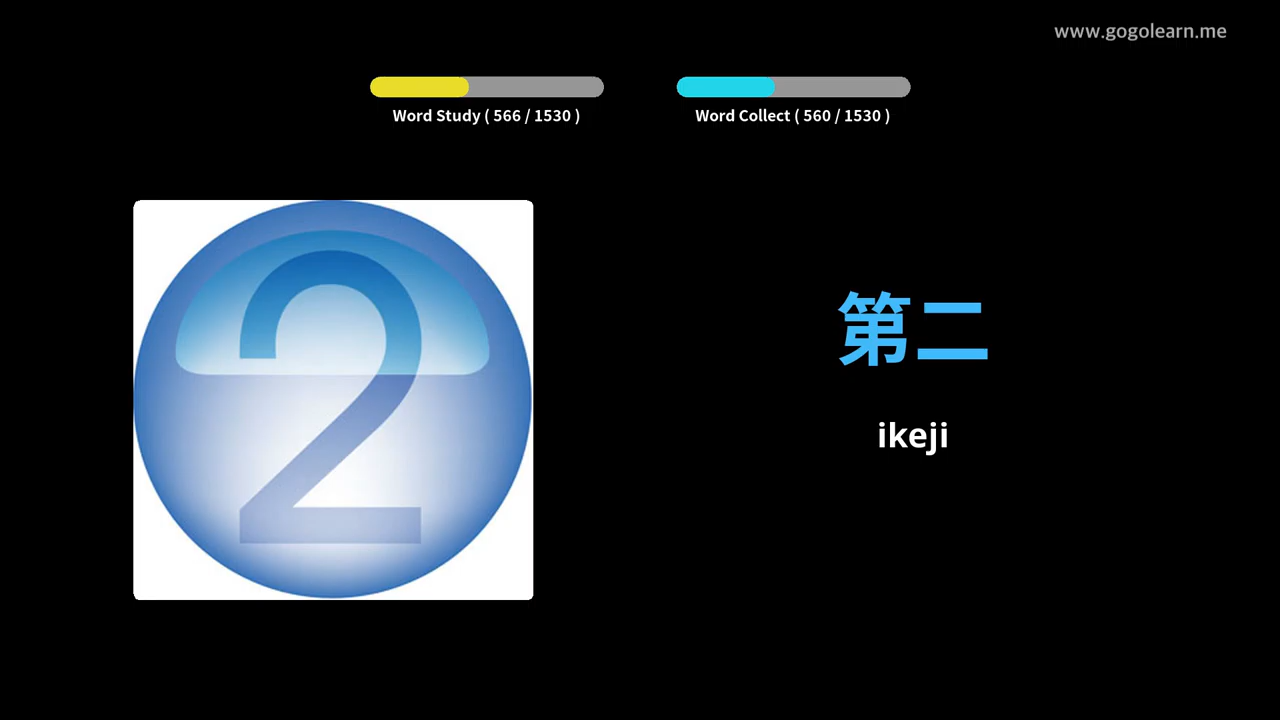 www.gogolearn.me
Word Study ( 566 / 1530 )
Word Collect ( 560 / 1530 )
2
第二
ikeji